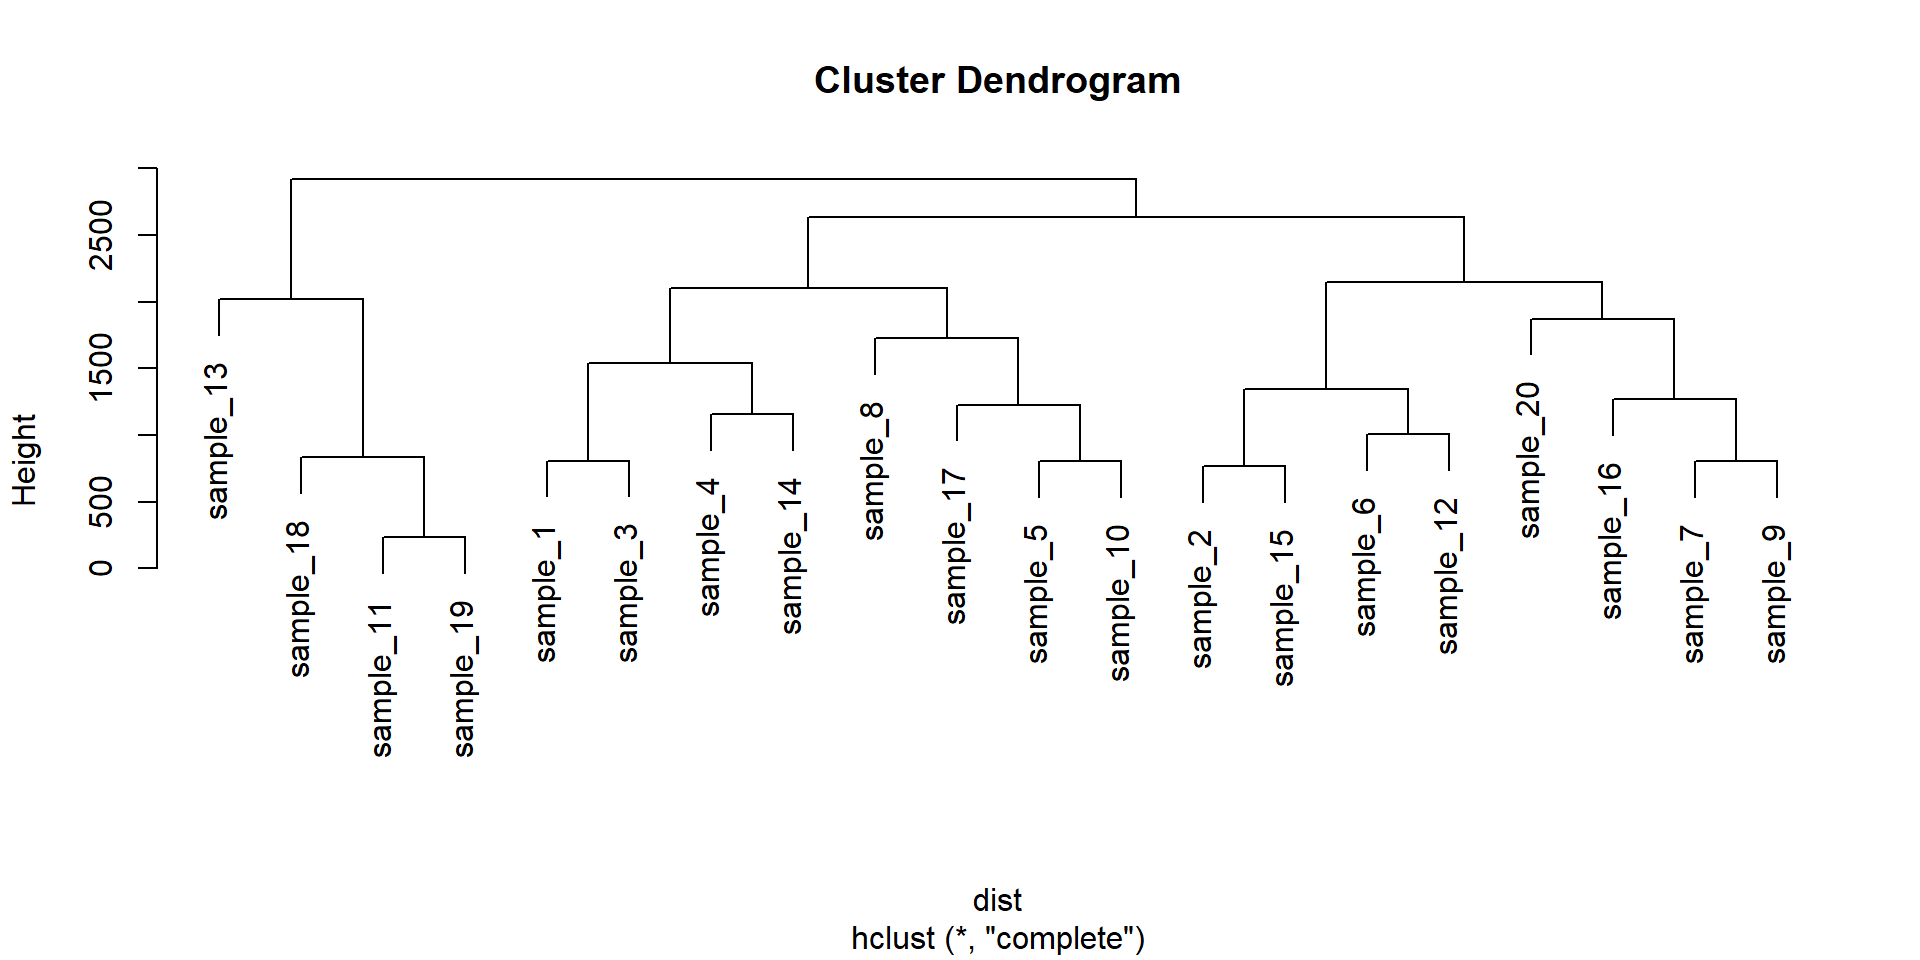 Cluster Dendrogram
Height
2500
1500
500
0
sample_13
sample_18
sample_11
sample_19
sample_1
sample_3
sample_4
sample_14
sample_8
sample_17
sample_5
sample_10
sample_2
sample_15
sample_6
sample_12
sample_20
sample_16
sample_7
sample_9
dist
hclust (*, "complete")